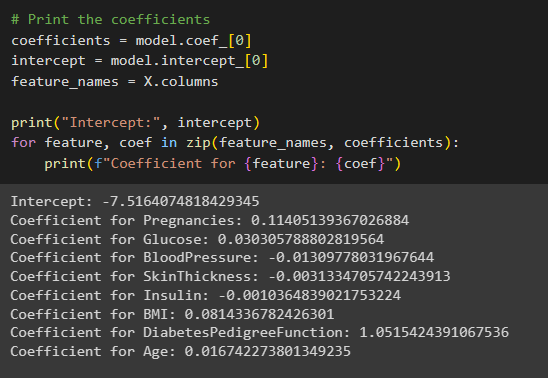 # Print the coefficients
coefficients = model.coef_[0]
intercept = model.intercept_[0]
feature_names = X.columns
print("Intercept:", intercept)
for feature, coef in zip(feature_names, coefficients):
    print(f"Coefficient for {feature}: {coef}")
Intercept: -7.5164074818429345
Coefficient for Pregnancies: 0.11405139367026884
Coefficient for Glucose: 0.030305788802819564
Coefficient for BloodPressure: -0.01309778031967644
Coefficient for SkinThickness: -0.0031334705742243913
Coefficient for Insulin: -0.0010364839021753224
Coefficient for BMI: 0.0814336782426301
Coefficient for DiabetesPedigreeFunction: 1.0515424391067536
Coefficient for Age: 0.016742273801349235